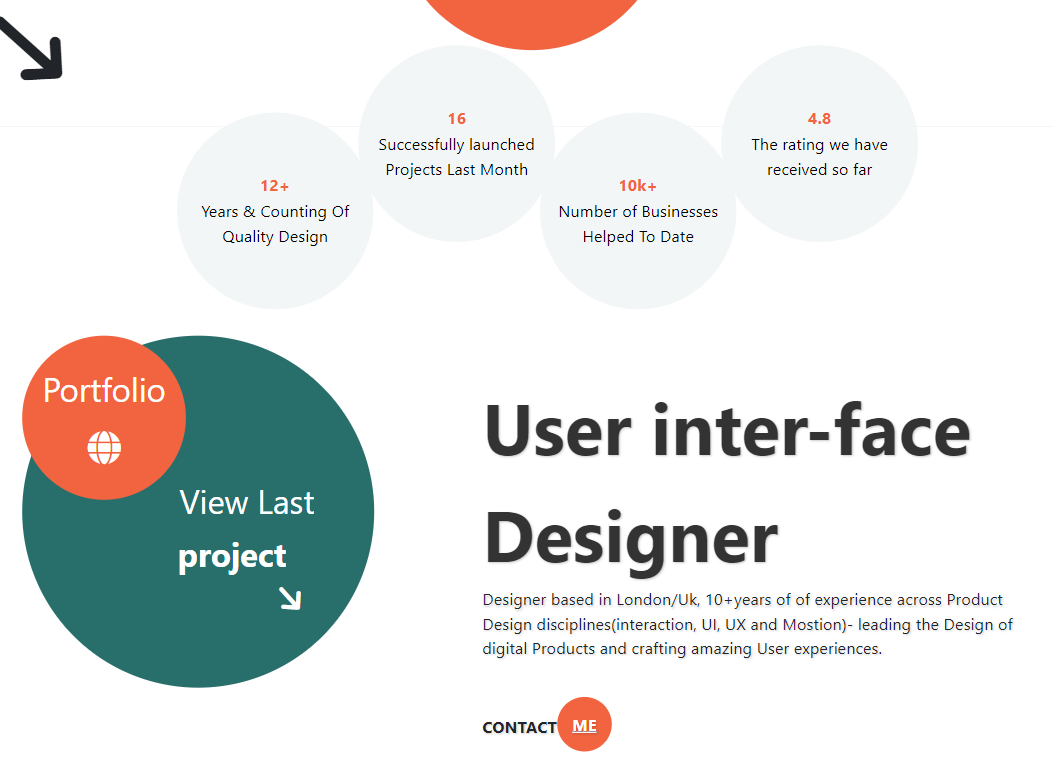 16
Successfully launched
Projects Last Month
4.8
The rating we have
received so far
12+
Years & Counting Of
Quality Design
10k+
Number of Businesses
Helped To Date
Portfolio
View Last
project
User inter-face
Designer
Designer based in London/Uk, 10+years of of experience across Product
Design disciplines(interaction, UI, UX and Mostion)- leading the Design of
digital Products and crafting amazing User experiences.
CONTACT ME